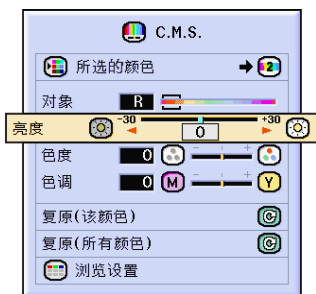 C.M.S.
所选的颜色 2
对象 R
亮度 -30 0 +30
色度 0 - +
色调 0 M - + Y
复原(该颜色)
复原(所有颜色)
浏览设置